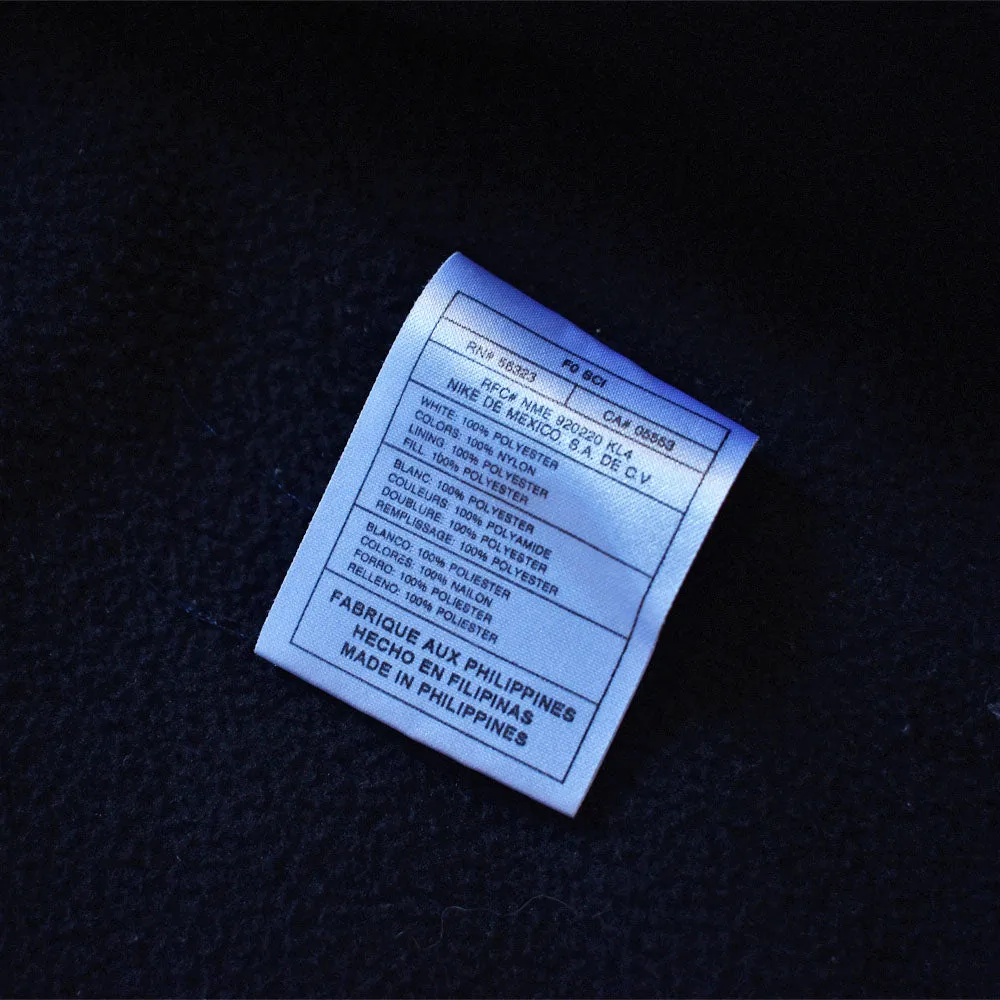 F0 BCI
RN# 56323 CA# 05553
RFC# NME 920220 KL4
NIKE DE MEXICO, S.A. DE C.V
WHITE: 100% POLYESTER
COLORS: 100% NYLON
LINING: 100% POLYESTER
FILL: 100% POLYESTER
BLANC: 100% POLYESTER
COULEURS: 100% POLYAMIDE
DOUBLURE: 100% POLYESTER
REMPLISSAGE: 100% POLYESTER
BLANCO: 100% POLIESTER
COLORES: 100% NAILON
FORRO: 100% POLIESTER
RELLENO: 100% POLIESTER
FABRIQUE AUX PHILIPPINES
HECHO EN FILIPINAS
MADE IN PHILIPPINES